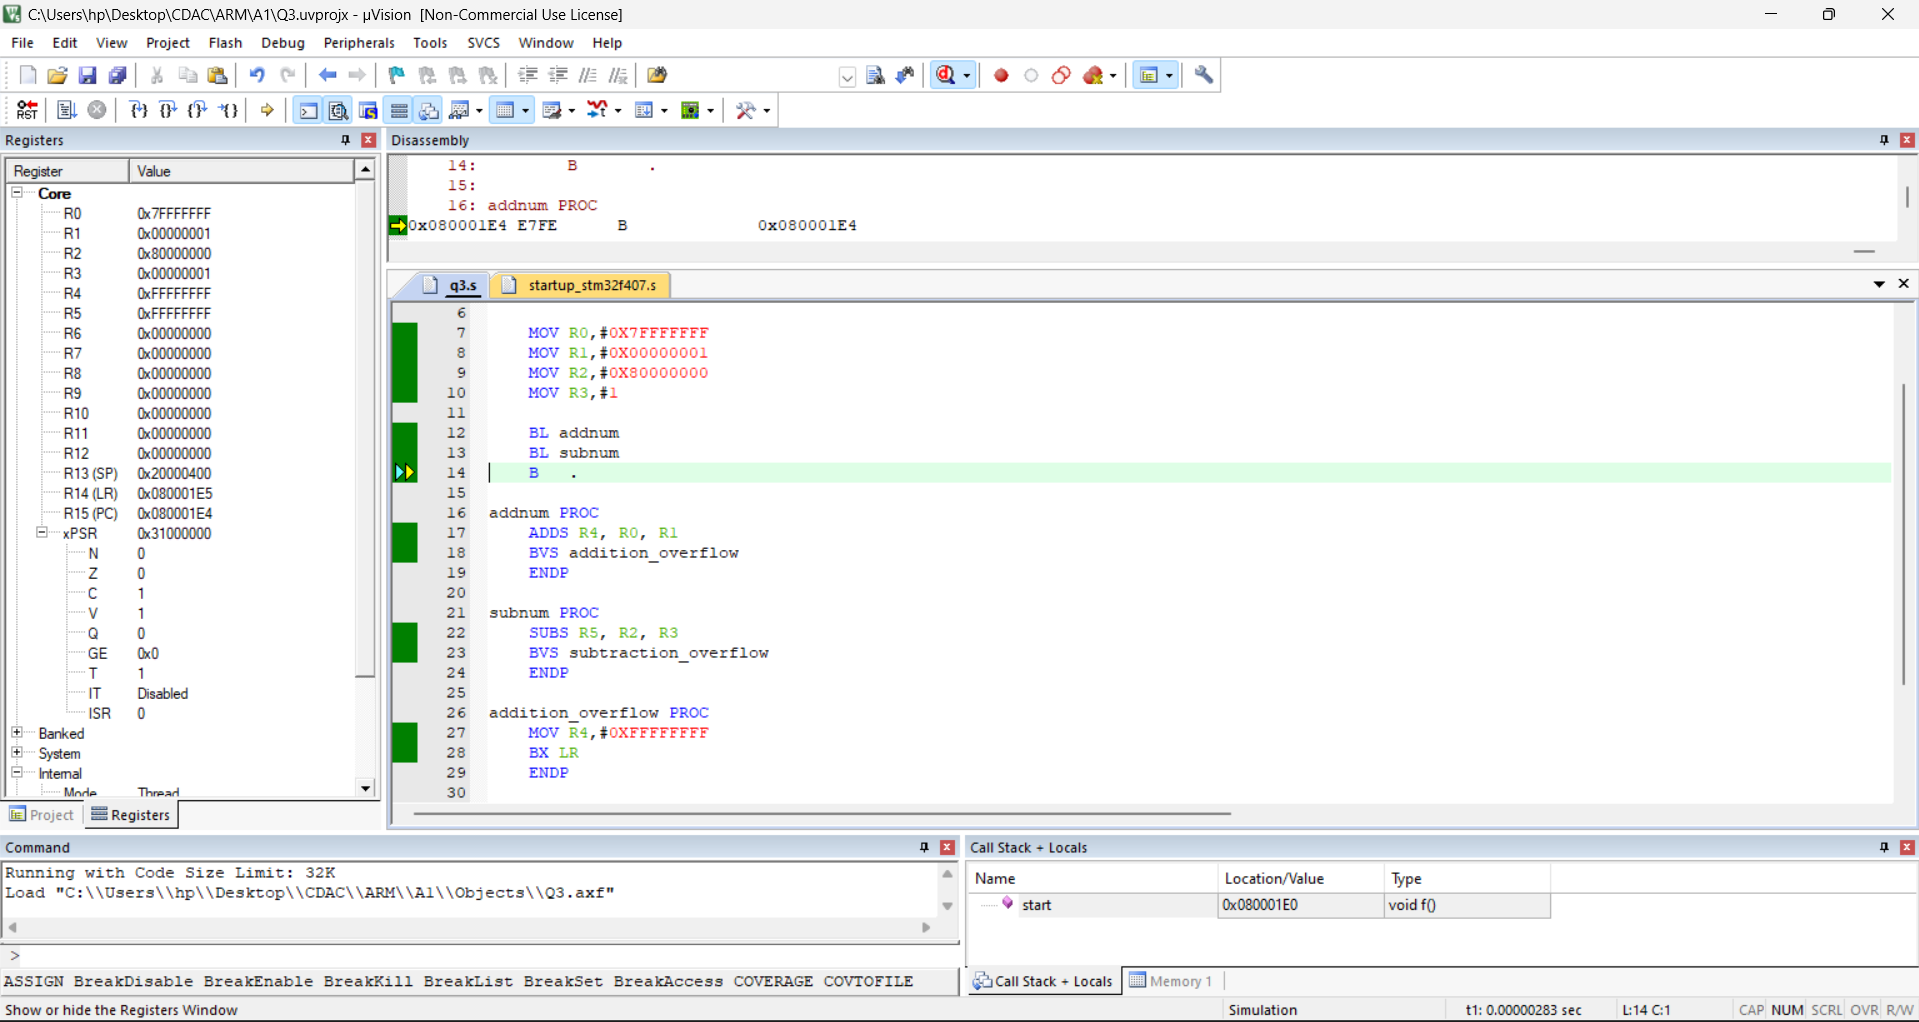 C:\Users\hp\Desktop\CDAC\ARM\A1\Q3.uvprojx - µVision  [Non-Commercial Use License]
File Edit View Project Flash Debug Peripherals Tools SVCS Window Help
RST
Registers
Register Value
Core
R0 0x7FFFFFFF
R1 0x00000001
R2 0x80000000
R3 0x00000001
R4 0xFFFFFFFF
R5 0xFFFFFFFF
R6 0x00000000
R7 0x00000000
R8 0x00000000
R9 0x00000000
R10 0x00000000
R11 0x00000000
R12 0x00000000
R13 (SP) 0x20000400
R14 (LR) 0x080001E5
R15 (PC) 0x080001E4
xPSR 0x31000000
N 0
Z 0
C 1
V 1
Q 0
GE 0x0
T 1
IT Disabled
ISR 0
Banked
System
Internal
Mode Thread
Project Registers
Disassembly
14: B .
15:
16: addnum PROC
0x080001E4 E7FE B 0x080001E4
q3.s startup_stm32f407.s
6
7 MOV R0,#0X7FFFFFFF
8 MOV R1,#0X00000001
9 MOV R2,#0X80000000
10 MOV R3,#1
11
12 BL addnum
13 BL subnum
14 B .
15
16 addnum PROC
17 ADDS R4, R0, R1
18 BVS addition_overflow
19 ENDP
20
21 subnum PROC
22 SUBS R5, R2, R3
23 BVS subtraction_overflow
24 ENDP
25
26 addition_overflow PROC
27 MOV R4,#0XFFFFFFFF
28 BX LR
29 ENDP
30
Command
Running with Code Size Limit: 32K
Load "C:\\Users\\hp\\Desktop\\CDAC\\ARM\\A1\\Objects\\Q3.axf"
>
ASSIGN BreakDisable BreakEnable BreakKill BreakList BreakSet BreakAccess COVERAGE COVTOFILE
Call Stack + Locals
Name Location/Value Type
start 0x080001E0 void f()
Call Stack + Locals Memory 1
Show or hide the Registers Window Simulation t1: 0.00000283 sec L:14 C:1 CAP NUM SCRL OVR R/W